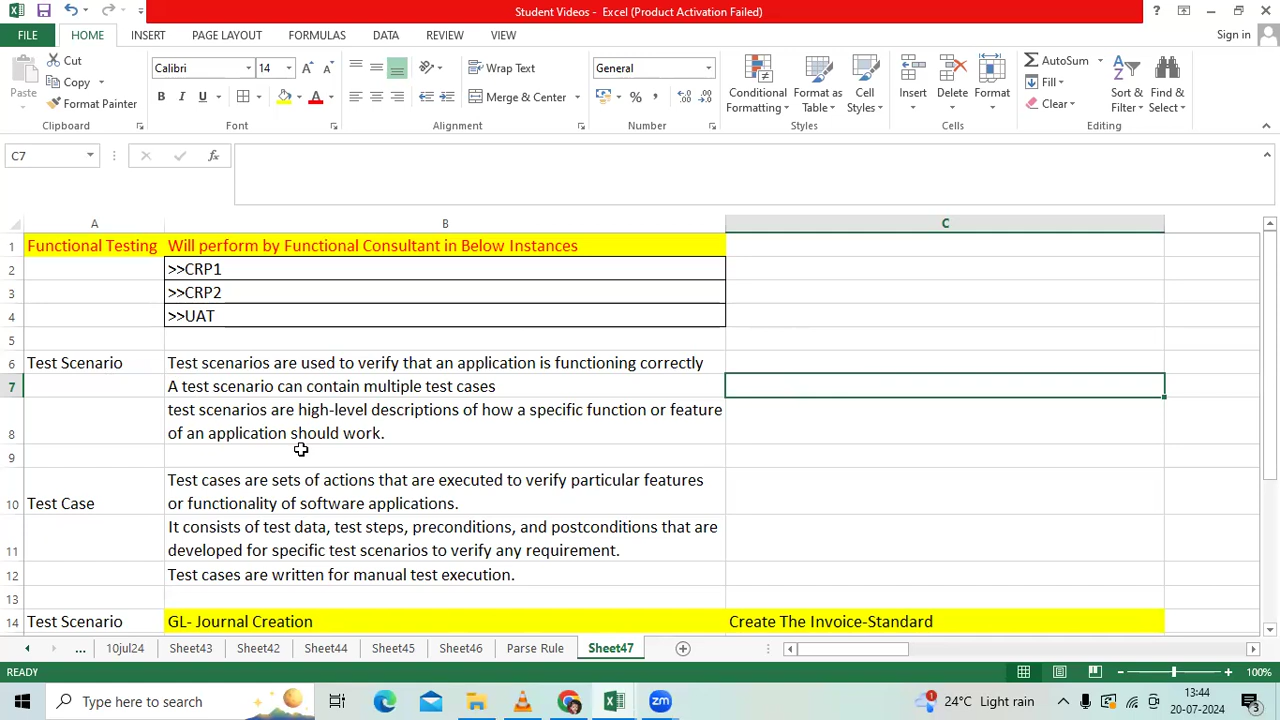 Student Videos - Excel (Product Activation Failed)
?
FILE HOME INSERT PAGE LAYOUT FORMULAS DATA REVIEW VIEW Sign in
Paste
Cut
Copy
Format Painter
Clipboard
Calibri 14
B I U
Font
Wrap Text
Merge & Center
Alignment
General
%
Number
Conditional Formatting
Format as Table
Cell Styles
Styles
Insert
Delete
Format
Cells
AutoSum
Fill
Clear
Sort & Filter
Find & Select
Editing
C7
fx
A B C
1 Functional Testing Will perform by Functional Consultant in Below Instances
2 >>CRP1
3 >>CRP2
4 >>UAT
5
6 Test Scenario Test scenarios are used to verify that an application is functioning correctly
7 A test scenario can contain multiple test cases
test scenarios are high-level descriptions of how a specific function or feature
8 of an application should work.
9
Test cases are sets of actions that are executed to verify particular features
10 Test Case or functionality of software applications.
It consists of test data, test steps, preconditions, and postconditions that are
11 developed for specific test scenarios to verify any requirement.
12 Test cases are written for manual test execution.
13
14 Test Scenario GL- Journal Creation Create The Invoice-Standard
... 10jul24 Sheet43 Sheet42 Sheet44 Sheet45 Sheet46 Parse Rule Sheet47
READY 100%
Type here to search
1
24°C Light rain
13:44
20-07-2024
3